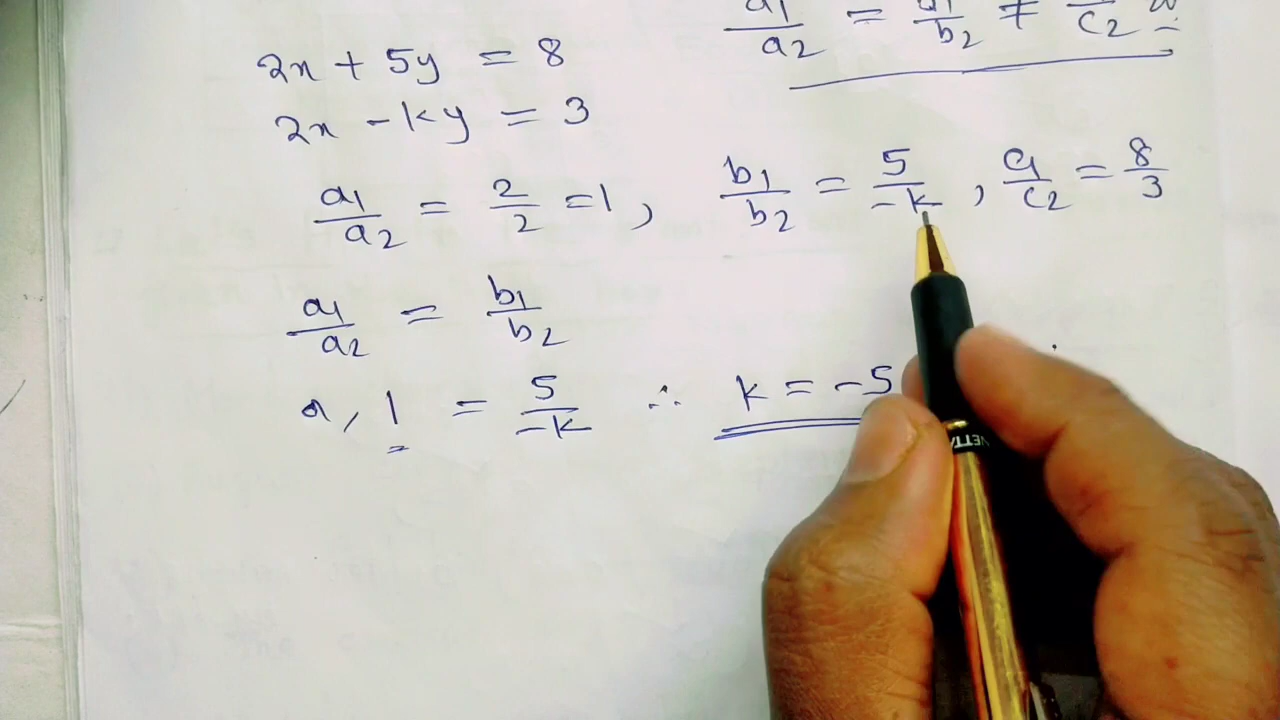 a1/a2 = b1/b2 ≠ /c2
2x + 5y = 8
2x - ky = 3
a1/a2 = 2/2 = 1, b1/b2 = 5/-k, c1/c2 = 8/3
a1/a2 = b1/b2
1 = 5/-k ∴ k = -5